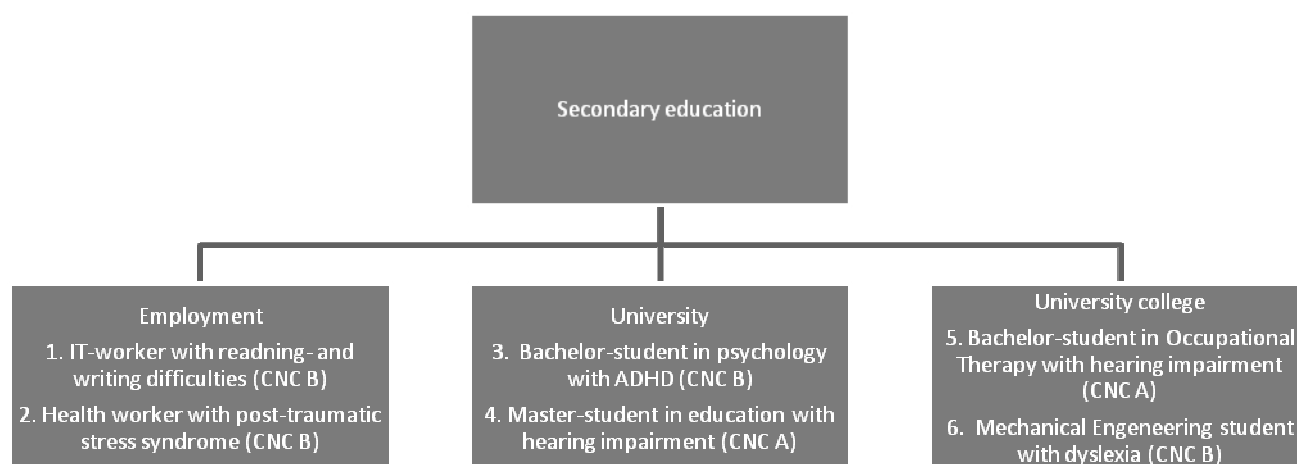 Secondary education
Employment
1. IT-worker with readning- and
writing difficulties (CNC B)
2. Health worker with post-traumatic
stress syndrome (CNC B)
University
3. Bachelor-student in psychology
with ADHD (CNC B)
4. Master-student in education with
hearing impairment (CNC A)
University college
5. Bachelor-student in Occupational
Therapy with hearing impairment
(CNC A)
6. Mechanical Engeneering student
with dyslexia (CNC B)